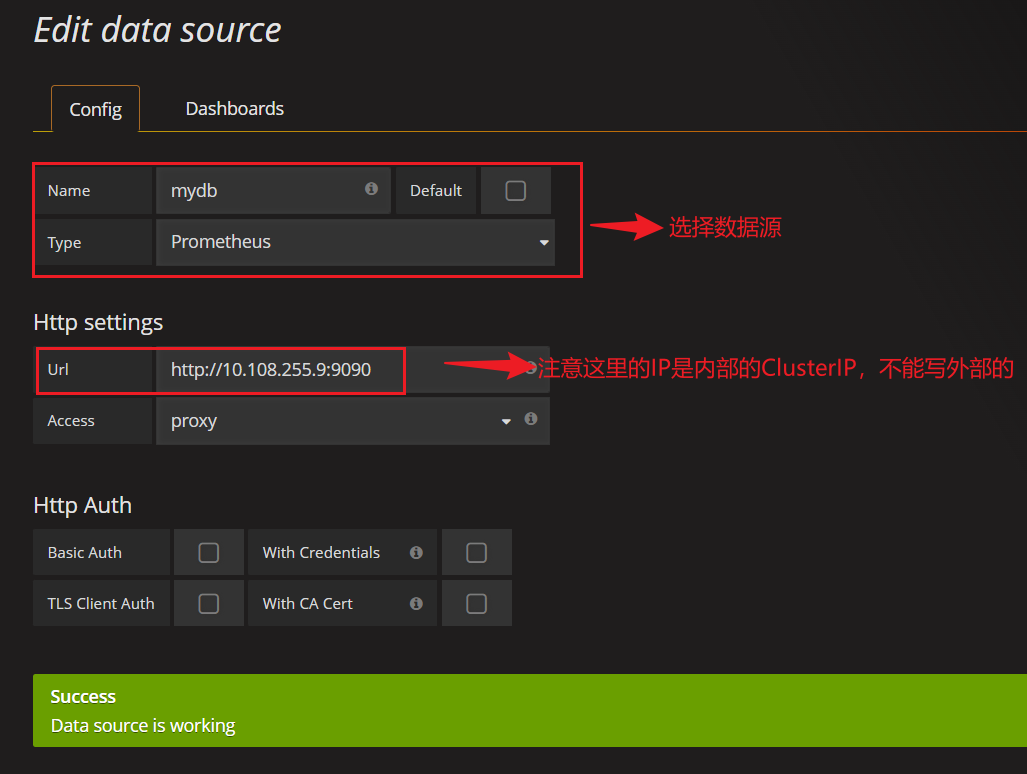 Edit data source
Config Dashboards
Name mydb Default
Type Prometheus
选择数据源
Http settings
Url http://10.108.255.9:9090
注意这里的IP是内部的ClusterIP，不能写外部的
Access proxy
Http Auth
Basic Auth With Credentials
TLS Client Auth With CA Cert
Success
Data source is working